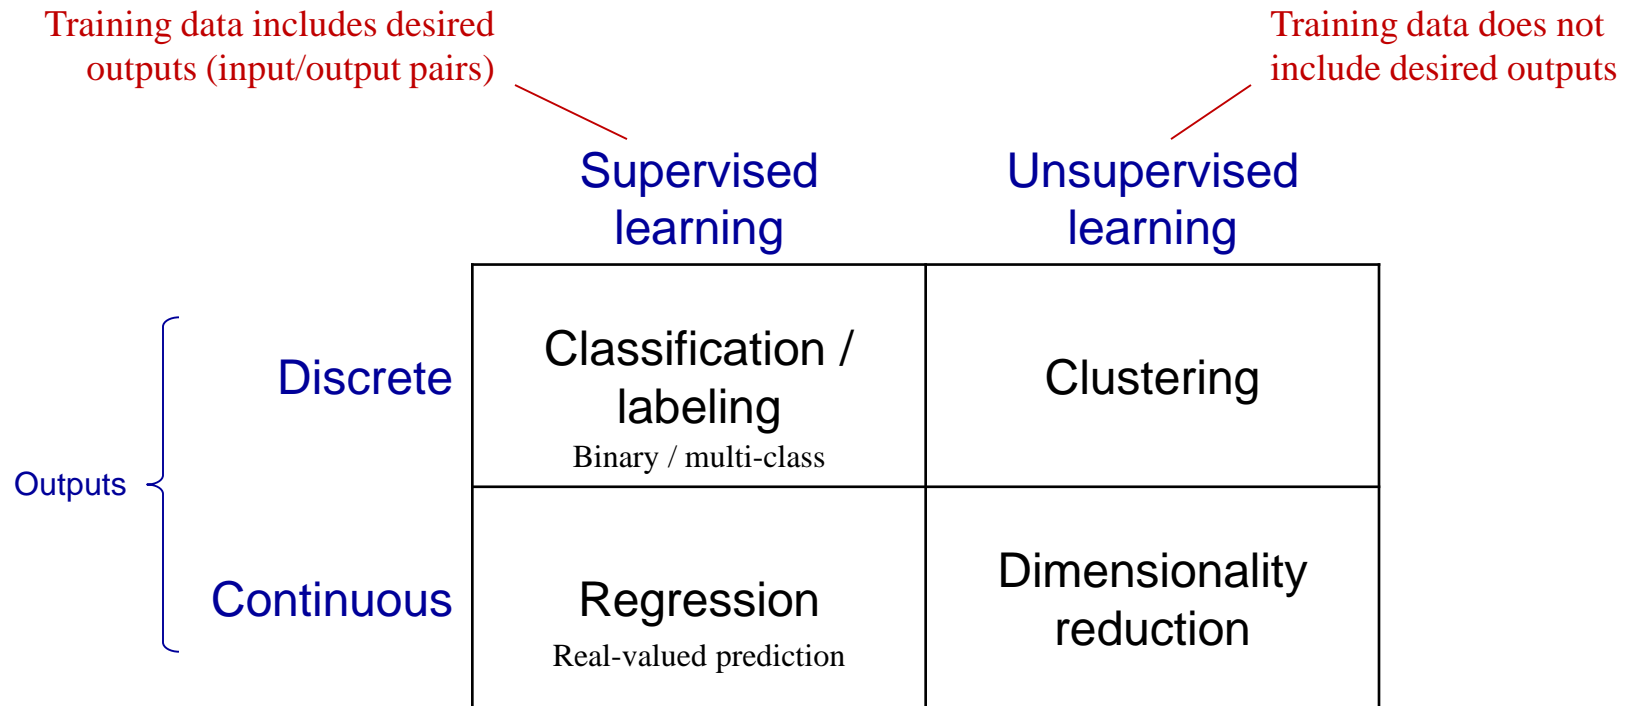 Training data includes desired
outputs (input/output pairs)
Training data does not
include desired outputs
Supervised
learning
Unsupervised
learning
Outputs
Discrete
Classification /
labeling
Binary / multi-class
Clustering
Continuous
Regression
Real-valued prediction
Dimensionality
reduction